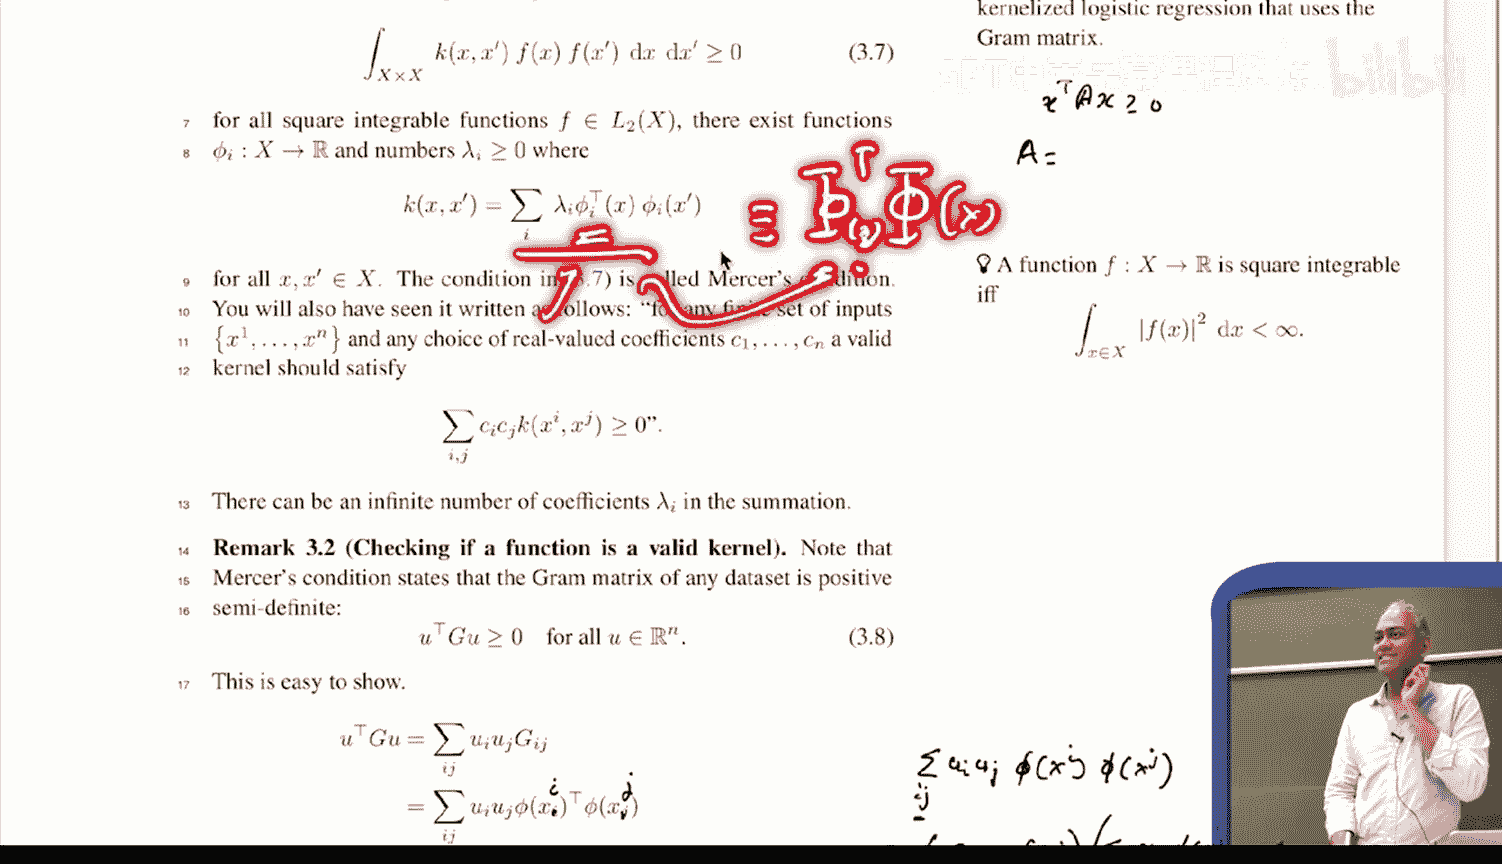 kernelized logistic regression that uses the
Gram matrix.
∫_{X×X} k(x, x′) f(x) f(x′) dx dx′ ≥ 0 (3.7)
xᵀAx ≥ 0
A =
7 for all square integrable functions f ∈ L₂(X), there exist functions
8 ϕᵢ : X → ℝ and numbers λᵢ ≥ 0 where
k(x, x′) = ∑_i λᵢϕᵢ^⊤(x) ϕᵢ(x′) ≡ Φᵀ Φ(x)
9 for all x, x′ ∈ X. The condition in (3.7) is called Mercer's condition.
10 You will also have seen it written as follows: “for any finite set of inputs
11 {x¹, . . . , xⁿ} and any choice of real-valued coefficients c₁, . . . , cₙ a valid
12 kernel should satisfy
A function f : X → ℝ is square integrable
iff
∫_{x∈X} |f(x)|² dx < ∞.
∑_{i,j} cᵢcⱼk(xⁱ, xʲ) ≥ 0”.
13 There can be an infinite number of coefficients λᵢ in the summation.
14 Remark 3.2 (Checking if a function is a valid kernel). Note that
15 Mercer's condition states that the Gram matrix of any dataset is positive
16 semi-definite:
u^⊤Gu ≥ 0 for all u ∈ ℝⁿ. (3.8)
17 This is easy to show.
u^⊤Gu = ∑_{ij} uᵢuⱼGᵢⱼ
= ∑_{ij} uᵢuⱼϕ(xⁱ)^⊤ϕ(xʲ)
∑_{ij} uᵢuⱼ ϕ(xⁱ) ϕ(xʲ)
bilibili